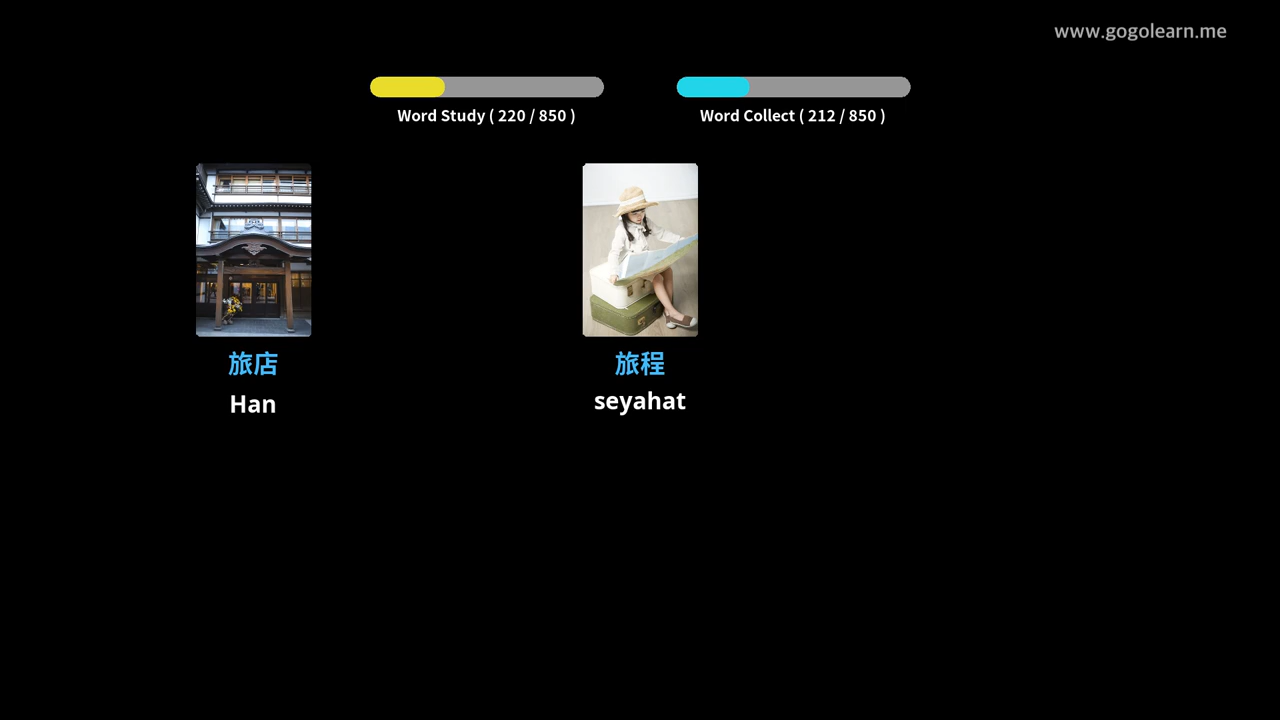 www.gogolearn.me
Word Study ( 220 / 850 )
Word Collect ( 212 / 850 )
旅店
Han
旅程
seyahat